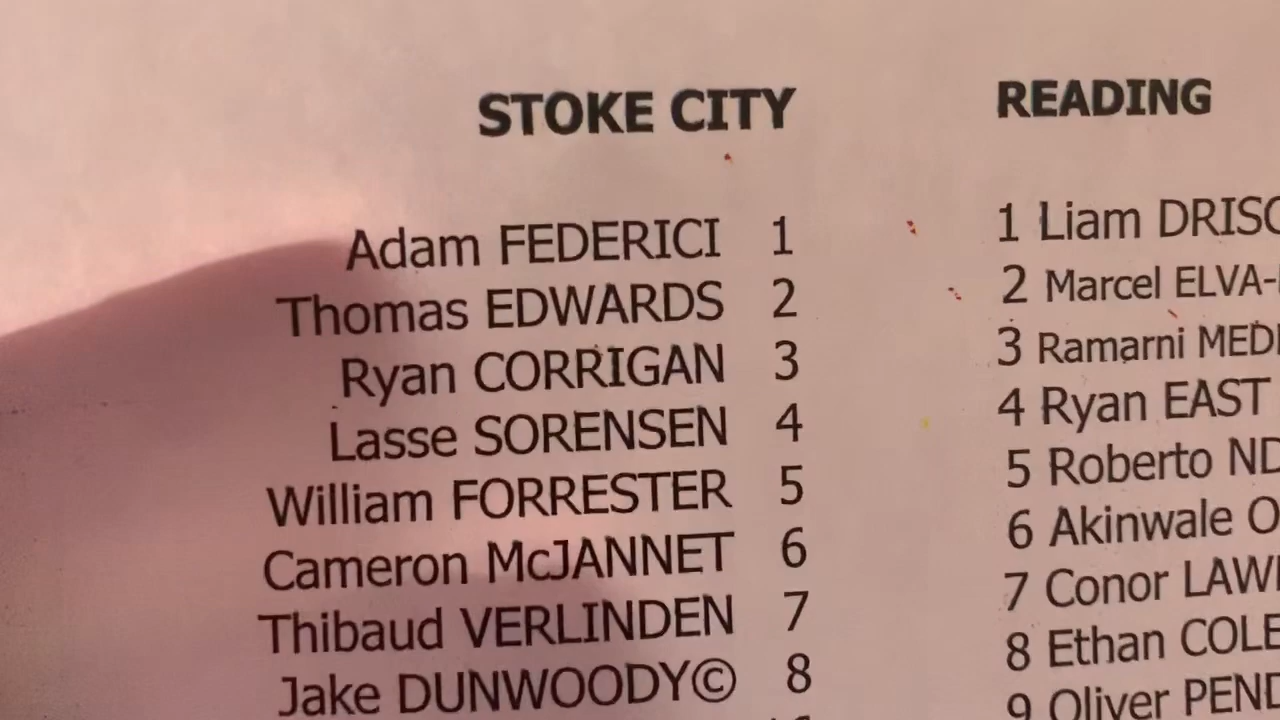 STOKE CITY READING
Adam FEDERICI 1 1 Liam
Thomas EDWARDS 2 2 Marcel
Ryan CORRIGAN 3 3 Ramarni
Lasse SORENSEN 4 4 Ryan EAST
William FORRESTER 5 5 Roberto
Cameron McJANNET 6 6 Akinwale
Thibaud VERLINDEN 7 7 Conor
Jake DUNWOODY© 8 8 Ethan
9 Oliver